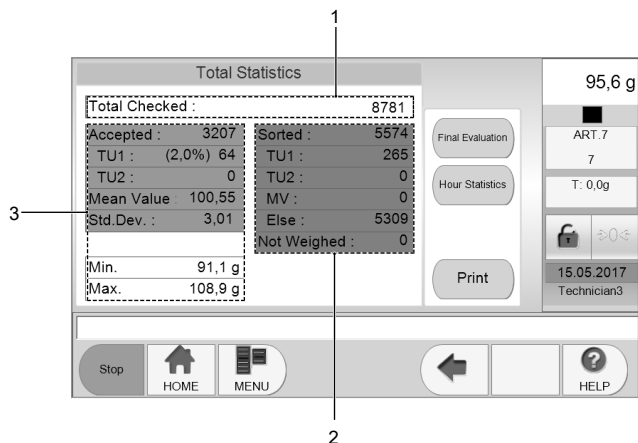 1
Total Statistics
Total Checked : 8781
Accepted : 3207
TU1 : (2,0%) 64
TU2 : 0
Mean Value : 100,55
Std.Dev. : 3,01
Min. 91,1 g
Max. 108,9 g
Sorted : 5574
TU1 : 265
TU2 : 0
MV : 0
Else : 5309
Not Weighed : 0
Final Evaluation
Hour Statistics
Print
95,6 g
ART.7
7
T: 0,0g
>0<
15.05.2017
Technician3
3
Stop
HOME
MENU
?
HELP
2